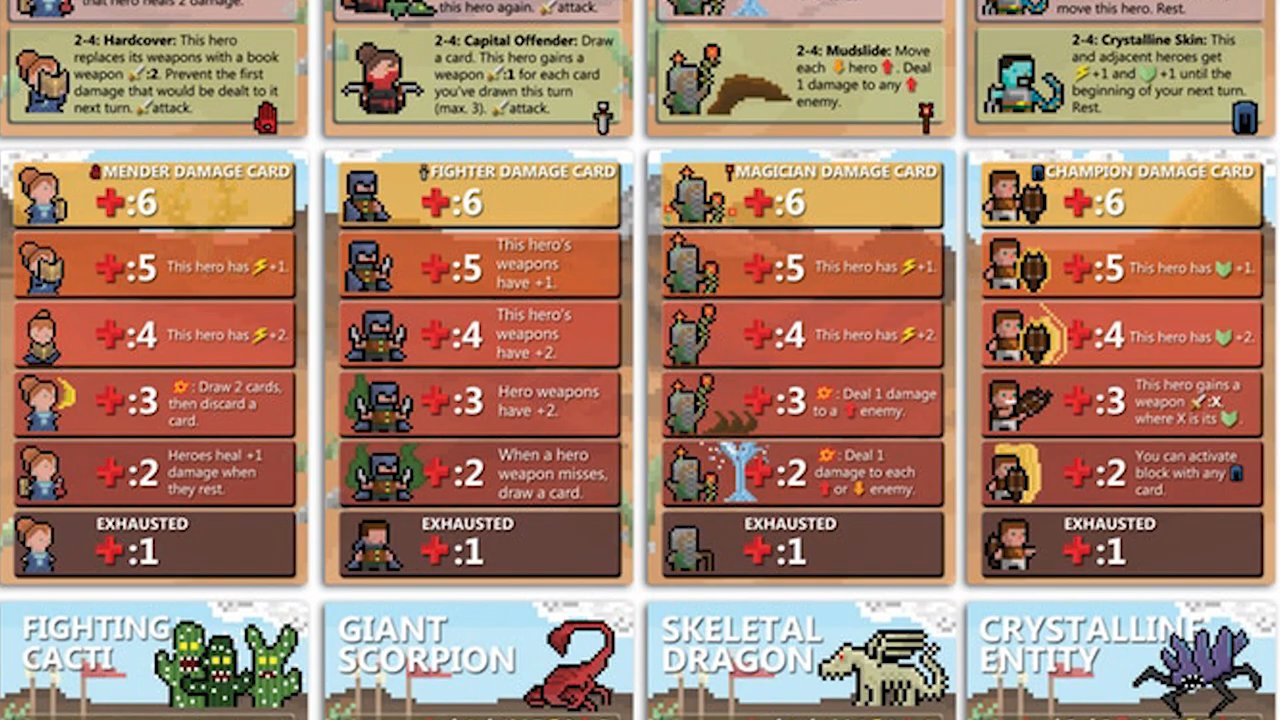 that hero heals 2 damage.
this hero again. attack.
move this hero. Rest.
2-4: Hardcover: This hero
replaces its weapons with a book
weapon :2. Prevent the first
damage that would be dealt to it
next turn. attack.
2-4: Capital Offender: Draw
a card. This hero gains a
weapon :1 for each card
you've drawn this turn
(max. 3). attack.
2-4: Mudslide: Move
each hero . Deal
1 damage to any
enemy.
2-4: Crystalline Skin: This
and adjacent heroes get
+1 and +1 until the
beginning of your next turn.
Rest.
MENDER DAMAGE CARD
+:6
+:5 This hero has +1.
+:4 This hero has +2.
+:3 : Draw 2 cards,
then discard a
card.
+:2 Heroes heal +1
damage when
they rest.
EXHAUSTED
+:1
FIGHTER DAMAGE CARD
+:6
+:5 This hero's
weapons
have +1.
+:4 This hero's
weapons
have +2.
+:3 Hero weapons
have +2.
+:2 When a hero
weapon misses,
draw a card.
EXHAUSTED
+:1
MAGICIAN DAMAGE CARD
+:6
+:5 This hero has +1.
+:4 This hero has +2.
+:3 : Deal 1 damage
to a enemy.
+:2 : Deal 1
damage to each
or enemy.
EXHAUSTED
+:1
CHAMPION DAMAGE CARD
+:6
+:5 This hero has +1.
+:4 This hero has +2.
+:3 This hero gains a
weapon :X,
where X is its .
+:2 You can activate
block with any
card.
EXHAUSTED
+:1
FIGHTING
CACTI
GIANT
SCORPION
SKELETAL
DRAGON
CRYSTALLINE
ENTITY